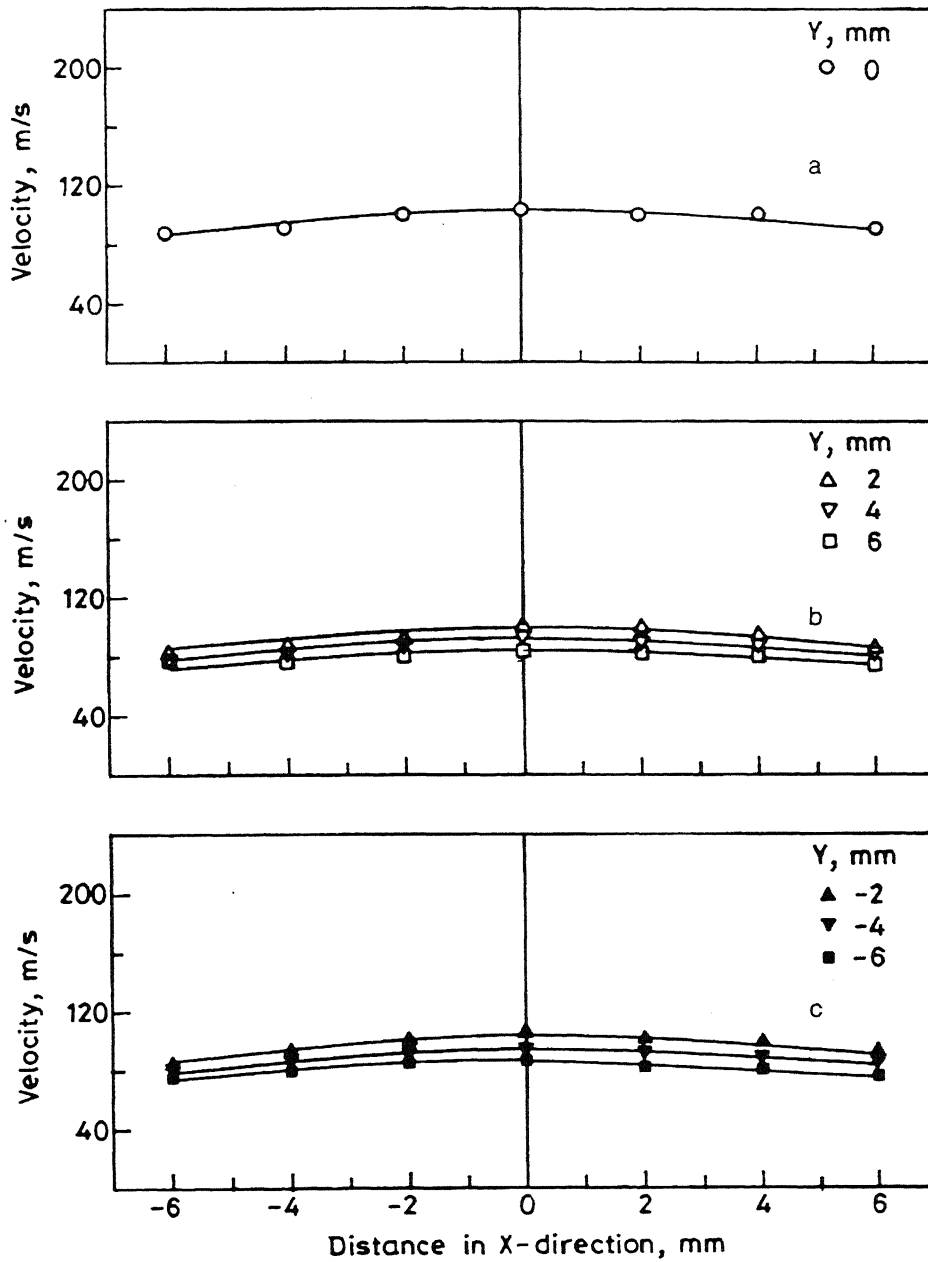 Y, mm
○ 0
200
120
40
Velocity, m/s
a
Y, mm
△ 2
▽ 4
□ 6
200
120
40
Velocity, m/s
b
Y, mm
▲ -2
▼ -4
■ -6
200
120
40
Velocity, m/s
c
-6 -4 -2 0 2 4 6
Distance in X-direction, mm